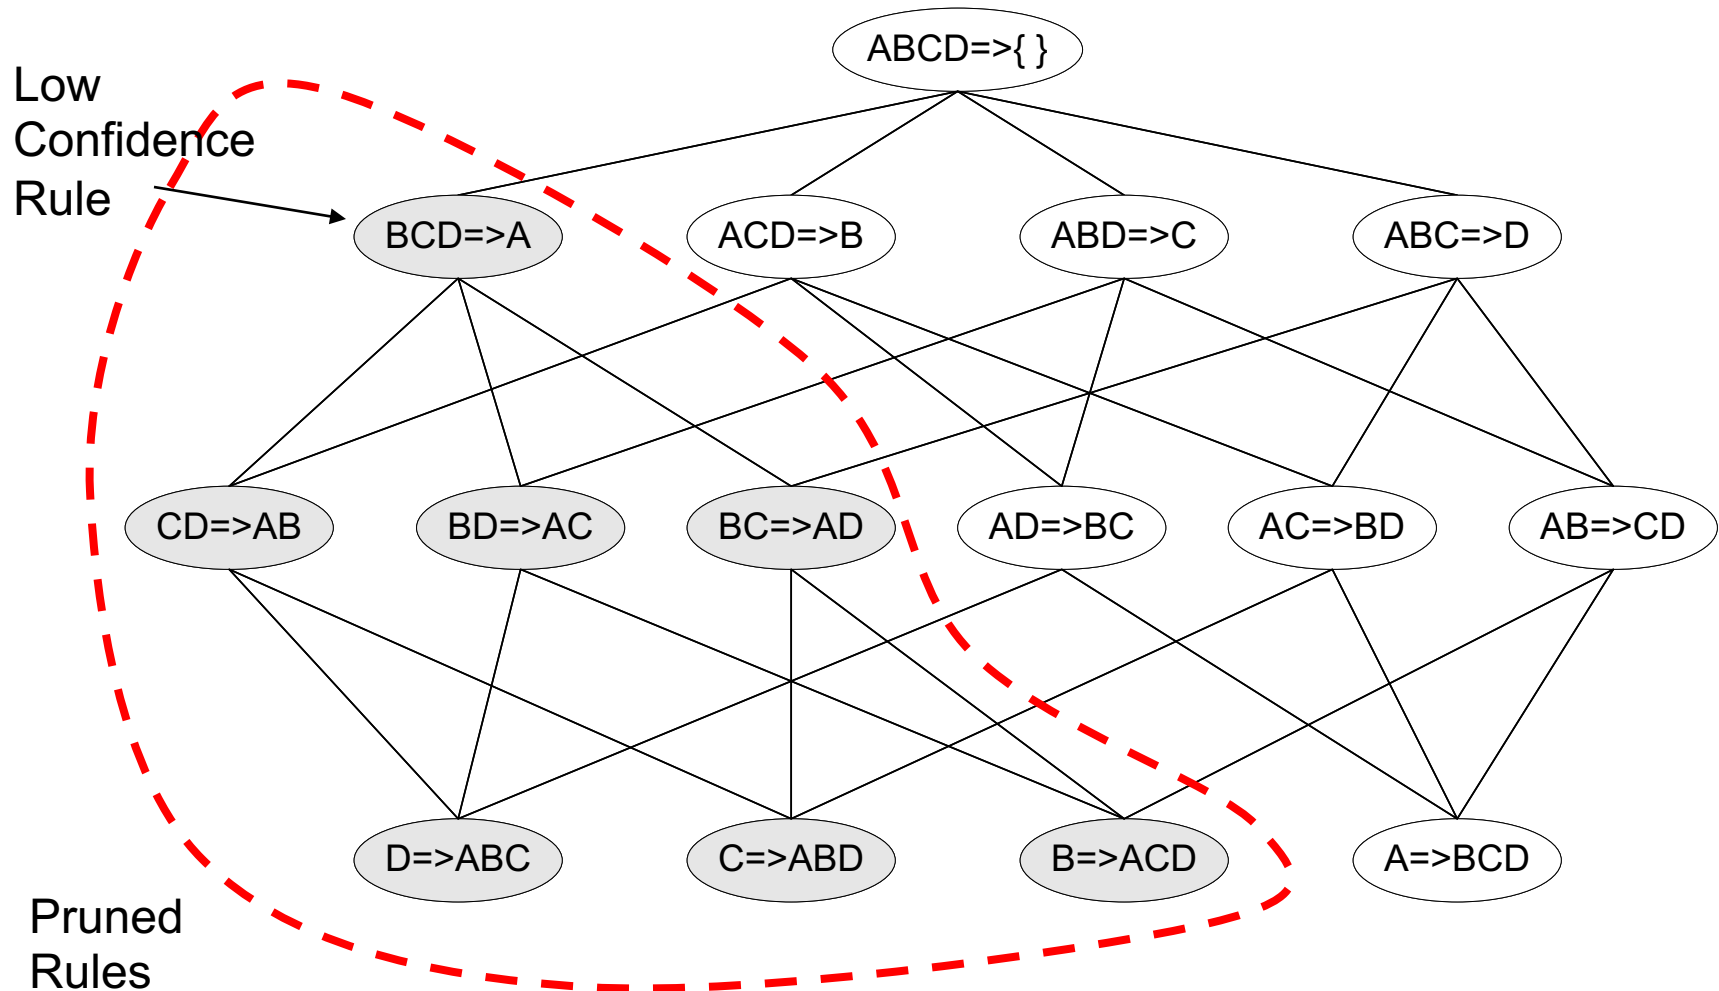 ABCD=>{ }
Low
Confidence
Rule
BCD=>A
ACD=>B
ABD=>C
ABC=>D
CD=>AB
BD=>AC
BC=>AD
AD=>BC
AC=>BD
AB=>CD
D=>ABC
C=>ABD
B=>ACD
A=>BCD
Pruned
Rules